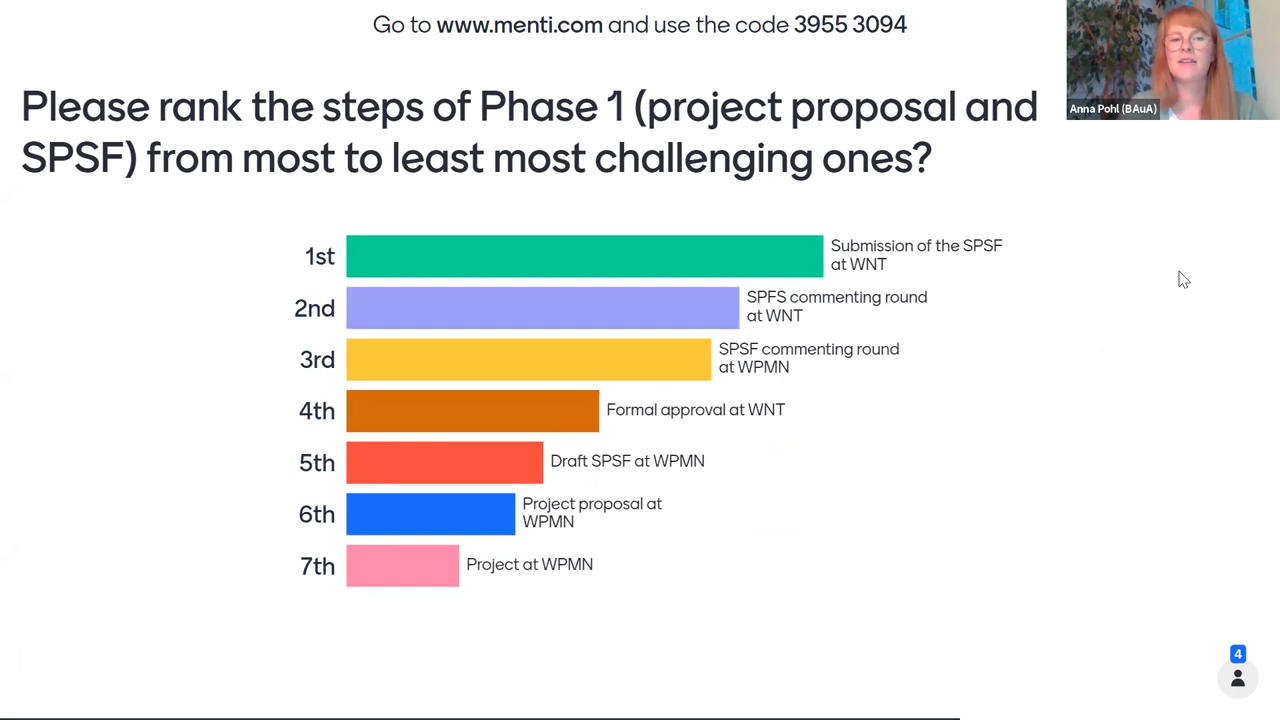 Go to www.menti.com and use the code 3955 3094
Anna Pohl (BAuA)
Please rank the steps of Phase 1 (project proposal and
SPSF) from most to least most challenging ones?
1st
Submission of the SPSF
at WNT
2nd
SPFS commenting round
at WNT
3rd
SPSF commenting round
at WPMN
4th
Formal approval at WNT
5th
Draft SPSF at WPMN
6th
Project proposal at
WPMN
7th
Project at WPMN
4